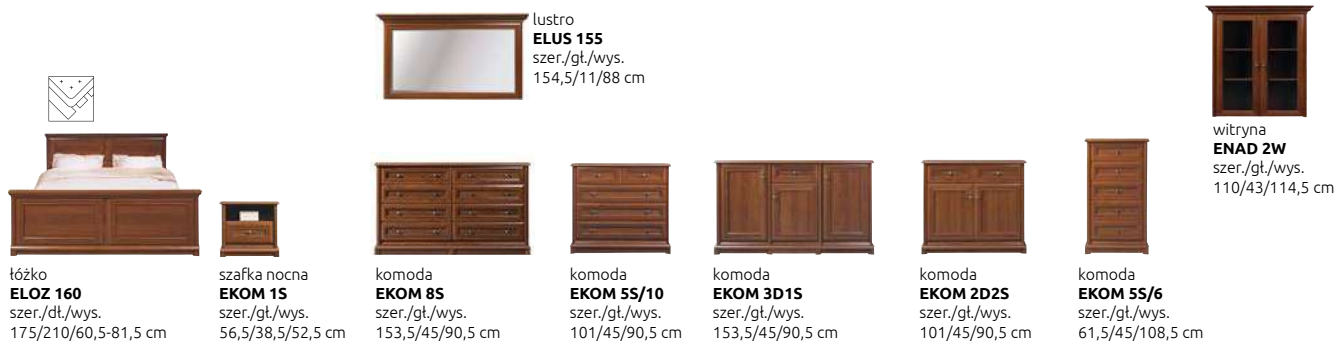 lustro
ELUS 155
szer./gł./wys.
154,5/11/88 cm
witryna
ENAD 2W
szer./gł./wys.
110/43/114,5 cm
łóżko
ELOZ 160
szer./dł./wys.
175/210/60,5-81,5 cm
szafka nocna
EKOM 1S
szer./gł./wys.
56,5/38,5/52,5 cm
komoda
EKOM 8S
szer./gł./wys.
153,5/45/90,5 cm
komoda
EKOM 5S/10
szer./gł./wys.
101/45/90,5 cm
komoda
EKOM 3D1S
szer./gł./wys.
153,5/45/90,5 cm
komoda
EKOM 2D2S
szer./gł./wys.
101/45/90,5 cm
komoda
EKOM 5S/6
szer./gł./wys.
61,5/45/108,5 cm